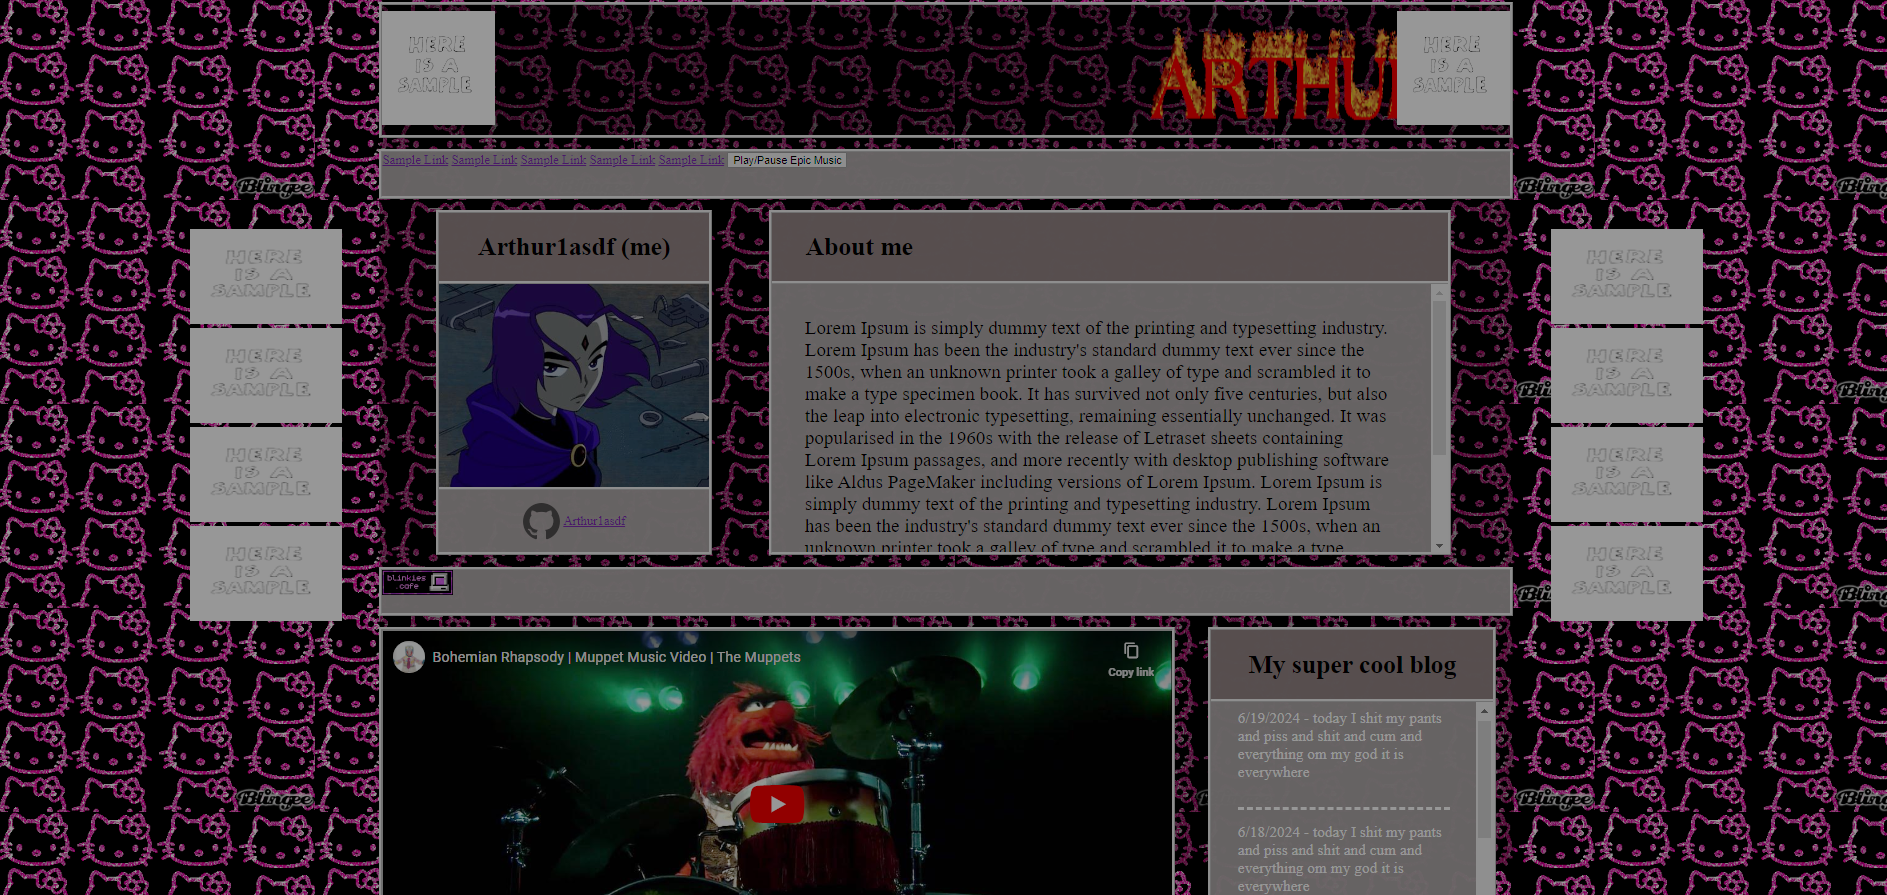 HERE
IS A
SAMPLE
ARTHUR
HERE
IS A
SAMPLE
Sample Link Sample Link Sample Link Sample Link Sample Link Play/Pause Epic Music
Blingee
Blingee
Blingee
Arthur1asdf (me)
About me
HERE
IS A
SAMPLE
HERE
IS A
SAMPLE
HERE
IS A
SAMPLE
HERE
IS A
SAMPLE
Arthur1asdf
Lorem Ipsum is simply dummy text of the printing and typesetting industry.
Lorem Ipsum has been the industry's standard dummy text ever since the
1500s, when an unknown printer took a galley of type and scrambled it to
make a type specimen book. It has survived not only five centuries, but also
the leap into electronic typesetting, remaining essentially unchanged. It was
popularised in the 1960s with the release of Letraset sheets containing
Lorem Ipsum passages, and more recently with desktop publishing software
like Aldus PageMaker including versions of Lorem Ipsum. Lorem Ipsum is
simply dummy text of the printing and typesetting industry. Lorem Ipsum
has been the industry's standard dummy text ever since the 1500s, when an
unknown printer took a galley of type and scrambled it to make a type
HERE
IS A
SAMPLE
HERE
IS A
SAMPLE
HERE
IS A
SAMPLE
HERE
IS A
SAMPLE
blinkies
.cafe
Bohemian Rhapsody | Muppet Music Video | The Muppets
Copy link
My super cool blog
6/19/2024 - today I shit my pants
and piss and shit and cum and
everything om my god it is
everywhere
6/18/2024 - today I shit my pants
and piss and shit and cum and
everything om my god it is
everywhere
Blingee
Blingee
Blingee